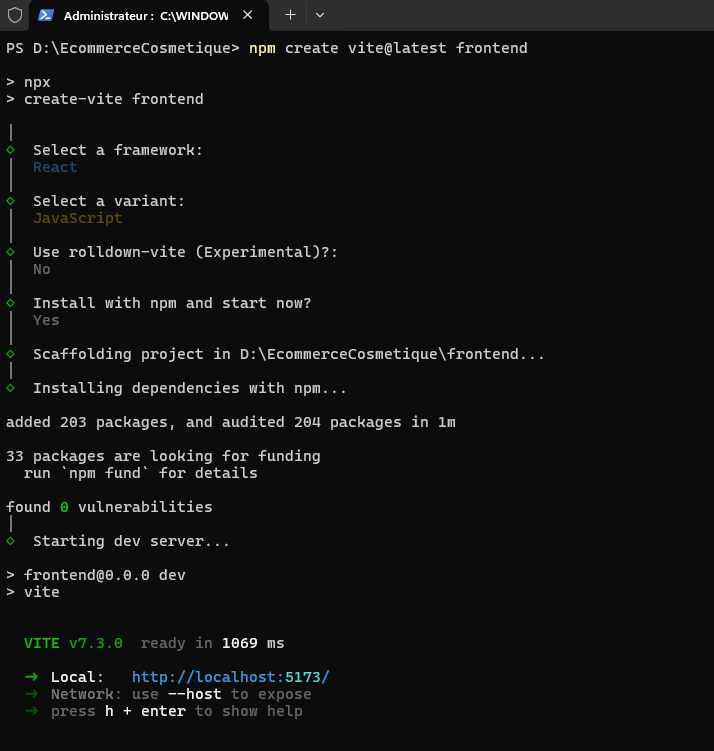 Administrateur : C:\WINDOW
PS D:\EcommerceCosmetique> npm create vite@latest frontend
> npx
> create-vite frontend
Select a framework:
React
Select a variant:
JavaScript
Use rolldown-vite (Experimental)?:
No
Install with npm and start now?
Yes
Scaffolding project in D:\EcommerceCosmetique\frontend...
Installing dependencies with npm...
added 203 packages, and audited 204 packages in 1m
33 packages are looking for funding
run `npm fund` for details
found 0 vulnerabilities
Starting dev server...
> frontend@0.0.0 dev
> vite
VITE v7.3.0 ready in 1069 ms
➜ Local: http://localhost:5173/
➜ Network: use --host to expose
➜ press h + enter to show help